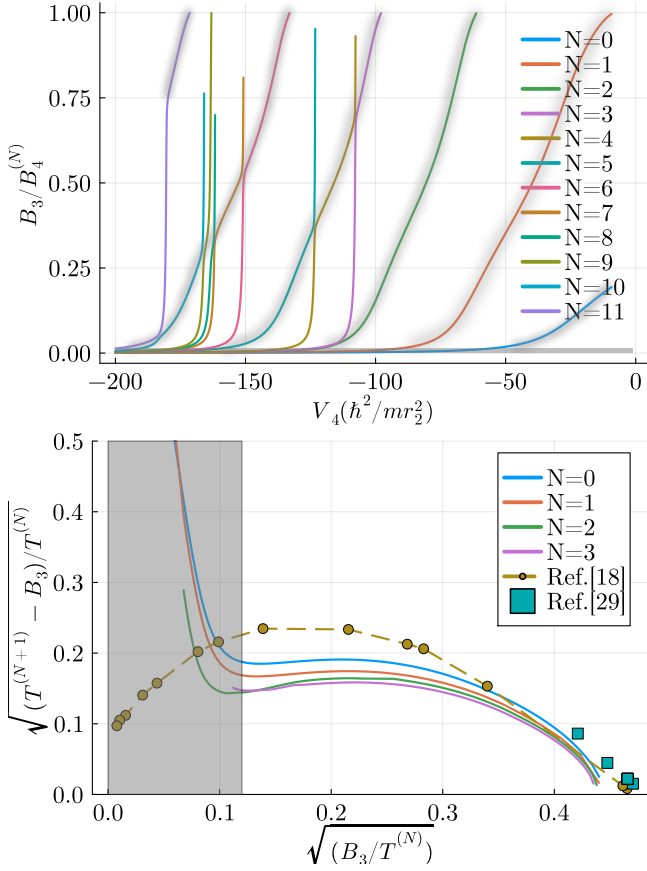 1.00
0.75
0.50
0.25
0.00
B₃/B₄⁽ᴺ⁾
−200
−150
−100
−50
0
V₄(ℏ²/mr₂²)
N=0
N=1
N=2
N=3
N=4
N=5
N=6
N=7
N=8
N=9
N=10
N=11
0.5
0.4
0.3
0.2
0.1
0.0
√(T⁽ᴺ⁺¹⁾ − B₃)/T⁽ᴺ⁾
0.0
0.1
0.2
0.3
0.4
√(B₃/T⁽ᴺ⁾)
N=0
N=1
N=2
N=3
Ref.[18]
Ref.[29]